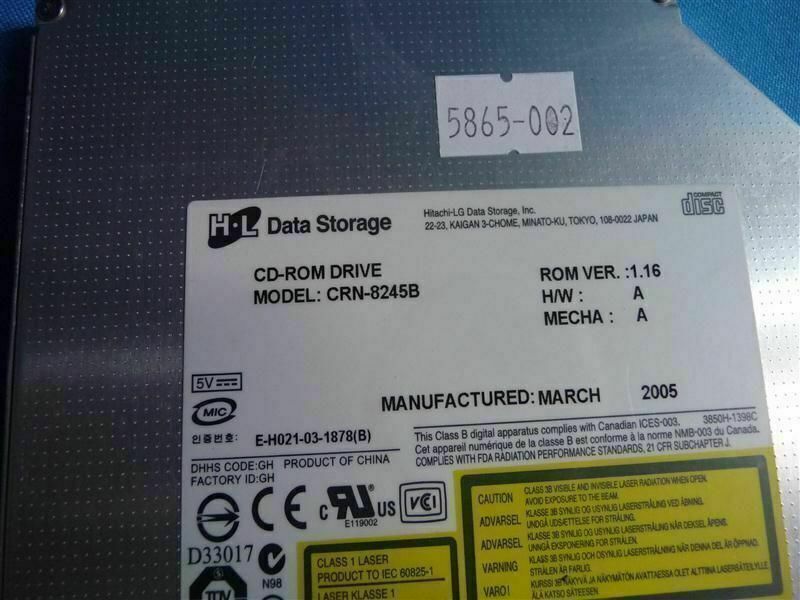 5865-002
H·L Data Storage
Hitachi-LG Data Storage, Inc.
22-23, KAIGAN 3-CHOME, MINATO-KU, TOKYO, 108-0022 JAPAN
COMPACT
disc
CD-ROM DRIVE
MODEL: CRN-8245B
ROM VER. :1.16
H/W : A
MECHA : A
5V
MIC
인증번호: E-H021-03-1878(B)
MANUFACTURED: MARCH 2005
This Class B digital apparatus complies with Canadian ICES-003. 3850H-1398C
Cet appareil numérique de la classe B est conforme à la norme NMB-003 du Canada.
COMPLIES WITH FDA RADIATION PERFORMANCE STANDARDS, 21 CFR SUBCHAPTER J.
DHHS CODE:GH PRODUCT OF CHINA
FACTORY ID:GH
CE
c RU® US
E119002
VCI
D33017
N98
TÜV
CLASS 1 LASER
PRODUCT TO IEC 60825-1
LASER KLASSE 1
CAUTION CLASS 3B VISIBLE AND INVISIBLE LASER RADIATION WHEN OPEN.
AVOID EXPOSURE TO THE BEAM.
ADVARSEL KLASSE 3B SYNLIG OG USYNLIG LASERSTRÅLING VED ÅBNING.
UNDGÅ UDSÆTTELSE FOR STRÅLING.
ADVARSEL KLASSE 3B SYNLIG OG USYNLIG LASERSTRÅLING NÅR DEKSEL ÅPNES.
UNNGÅ EKSPONERING FOR STRÅLEN.
VARNING KLASS 3B SYNLIG OCH OSYNLIG LASERSTRÅLNING NÄR DENNA DEL ÄR ÖPPNAD.
STRÅLEN ÄR FARLIG.
VARO! KURSSI 3B NÄKYVÄ JA NÄKYMÄTÖN AVATTAESSA OLET ALTTIINA LASERSÄTEILYLLE.
ÄLÄ KATSO SÄTEESEEN.